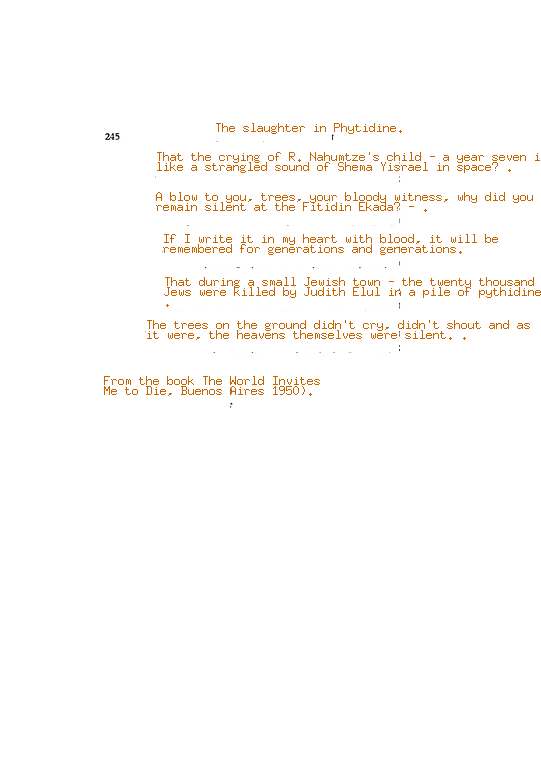 The slaughter in Phytidine.
245
That the crying of R. Nahumtze's child - a year seven i
like a strangled sound of Shema Yisrael in space? .
A blow to you, trees, your bloody witness, why did you
remain silent at the Fitidin Ekada? - .
If I write it in my heart with blood, it will be
remembered for generations and generations.
That during a small Jewish town - the twenty thousand
Jews were killed by Judith Elul in a pile of pythidine
.
The trees on the ground didn't cry, didn't shout and as
it were, the heavens themselves were silent. .
From the book The World Invites
Me to Die, Buenos Aires 1950).